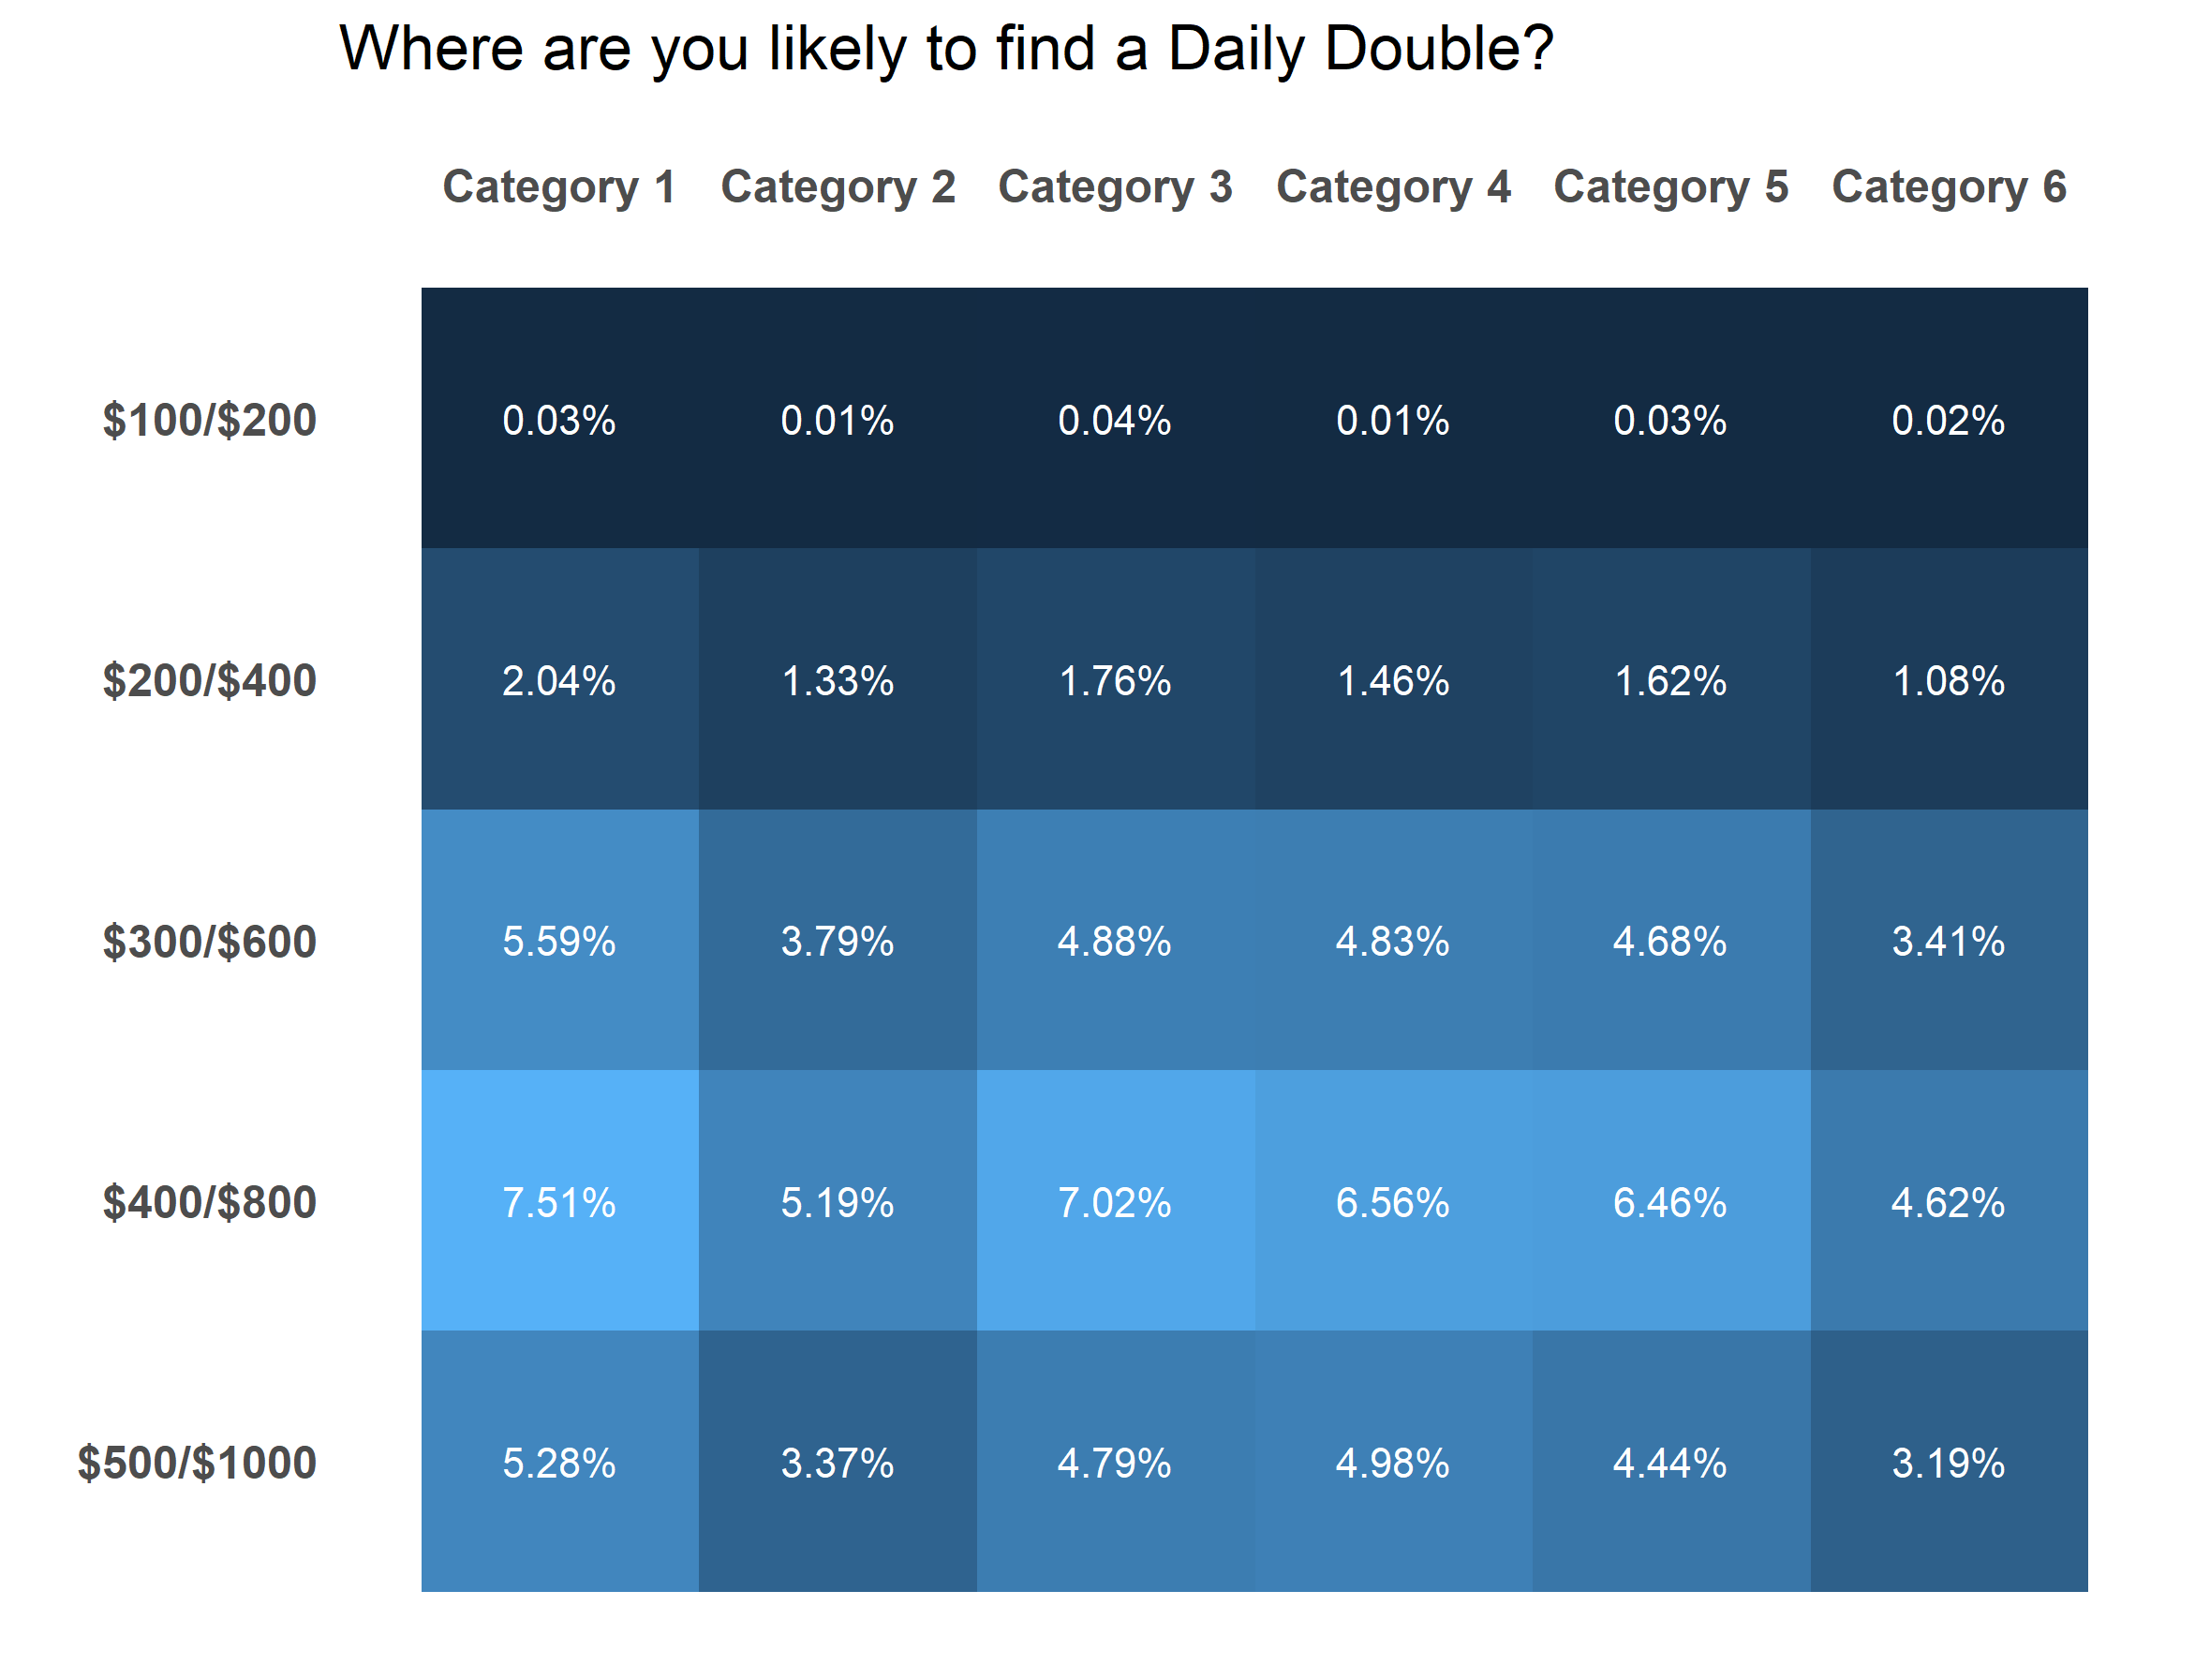 Where are you likely to find a Daily Double?
Category 1 Category 2 Category 3 Category 4 Category 5 Category 6
$100/$200 0.03% 0.01% 0.04% 0.01% 0.03% 0.02%
$200/$400 2.04% 1.33% 1.76% 1.46% 1.62% 1.08%
$300/$600 5.59% 3.79% 4.88% 4.83% 4.68% 3.41%
$400/$800 7.51% 5.19% 7.02% 6.56% 6.46% 4.62%
$500/$1000 5.28% 3.37% 4.79% 4.98% 4.44% 3.19%